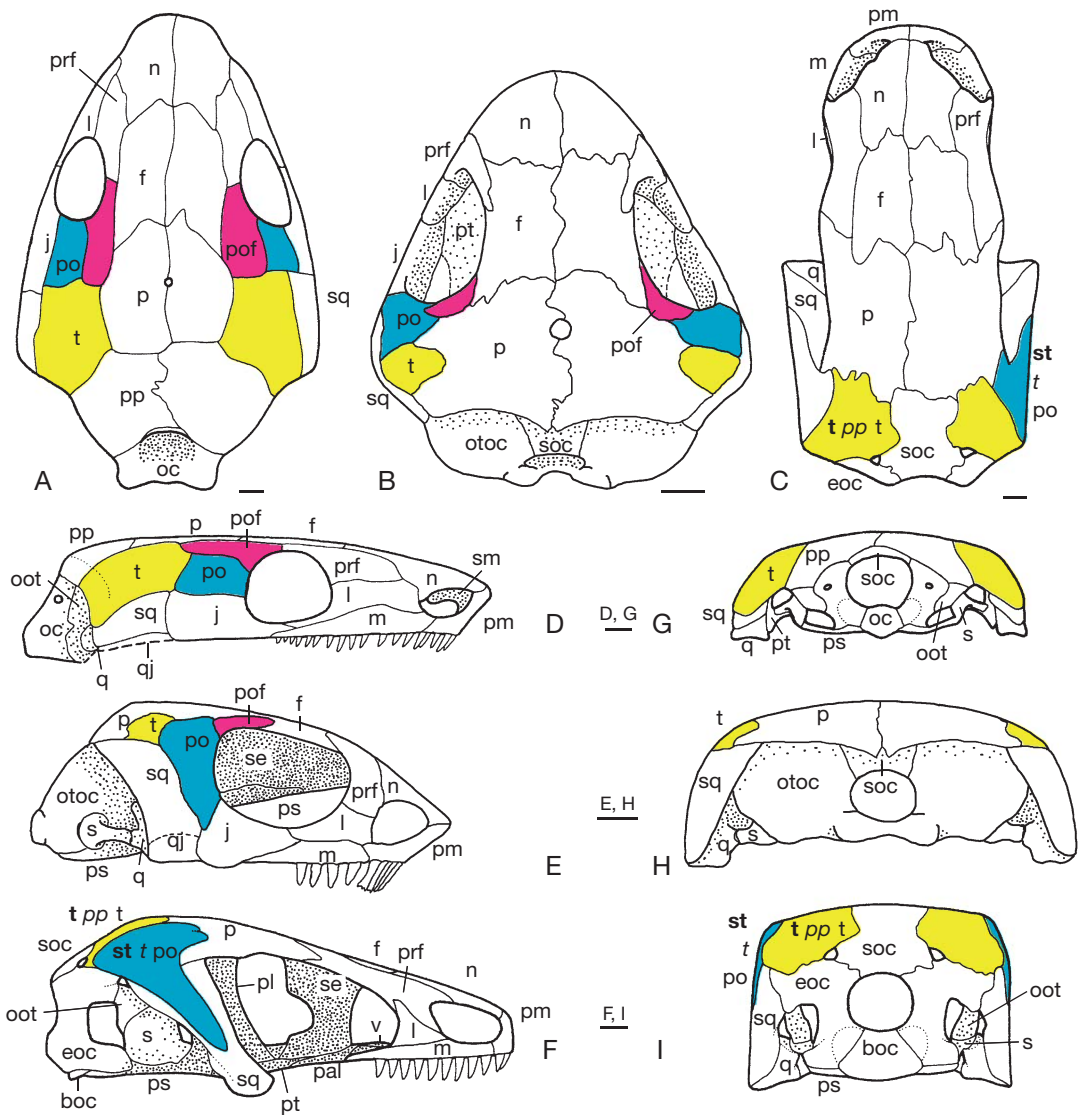 prf
n
l
f
j
po
pof
p
sq
t
pp
oc
A
n
prf
l
pt
f
j
po
pof
p
t
sq
otoc
soc
B
pm
m
n
prf
l
f
q
sq
p
st
t
po
t pp t
soc
eoc
C
pp
p
pof
f
sm
oot
t
po
prf
n
l
oc
sq
j
m
pm
q
qj
D
D, G
pp
t
soc
sq
oc
q
pt
ps
oot
s
G
pof
f
p
t
po
se
sq
prf
n
otoc
ps
l
s
qj
j
m
pm
ps
q
E
E, H
t
p
sq
otoc
soc
q
s
H
t pp t
soc
st t po
p
f
prf
n
pl
se
pm
oot
s
v
l
m
eoc
ps
sq
pal
boc
pt
F
F, I
st
t pp t
soc
t
po
eoc
oot
sq
boc
s
q
ps
I